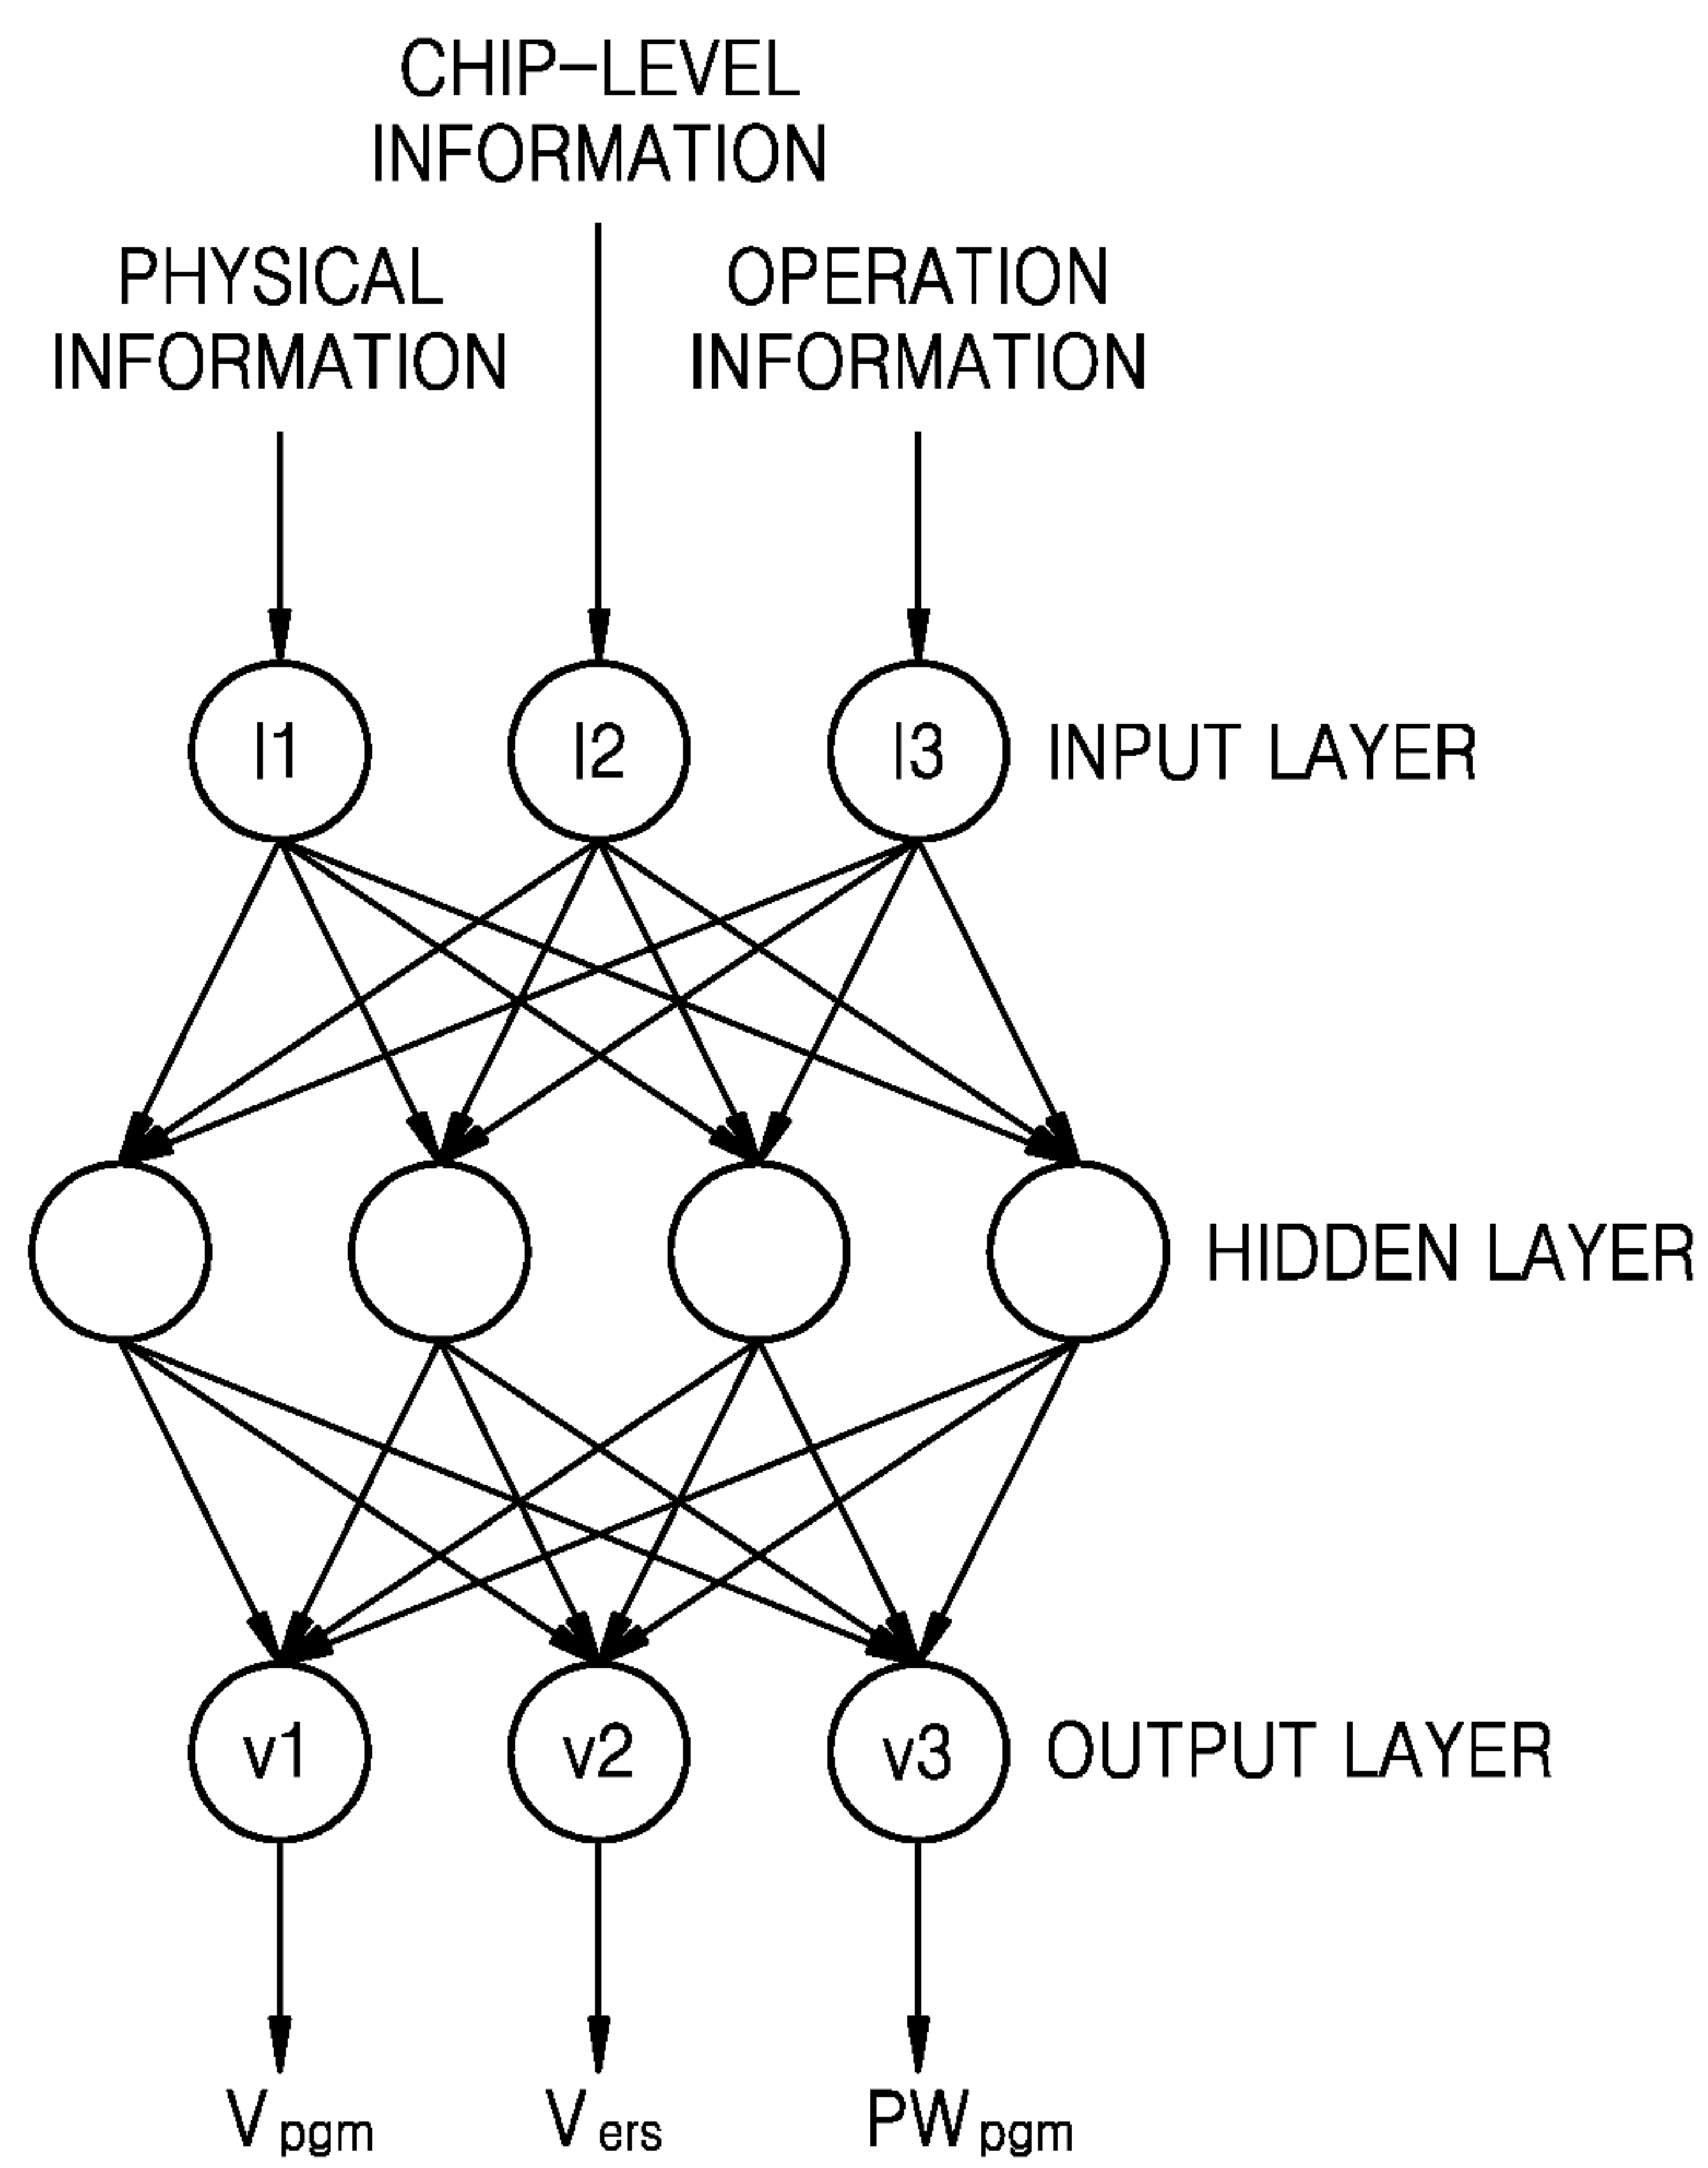 CHIP-LEVEL
INFORMATION
PHYSICAL
INFORMATION
OPERATION
INFORMATION
I1
I2
I3
INPUT LAYER
HIDDEN LAYER
v1
v2
v3
OUTPUT LAYER
Vpgm
Vers
PWpgm